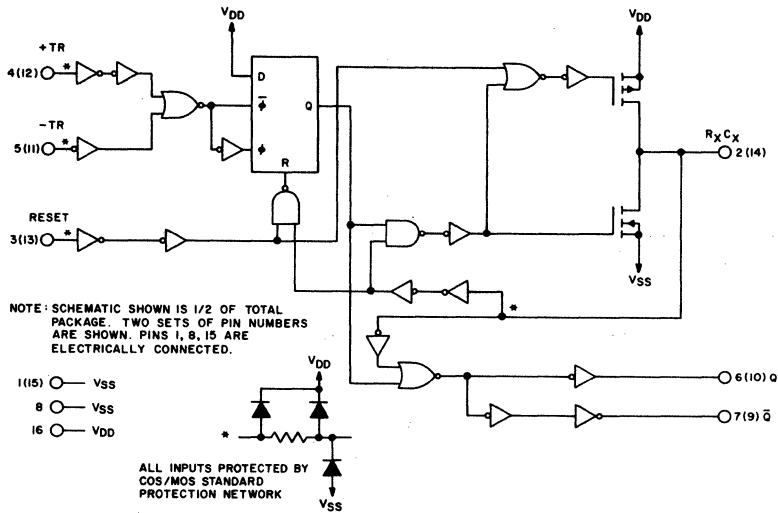 +TR
4(12) *
-TR
5(11) *
RESET
3(13) *
VDD
D
φ̄ Q
φ
R
VDD
RXCX
2(14)
VSS
*
NOTE: SCHEMATIC SHOWN IS 1/2 OF TOTAL
PACKAGE. TWO SETS OF PIN NUMBERS
ARE SHOWN. PINS 1, 8, 15 ARE
ELECTRICALLY CONNECTED.
1(15) VSS
8 VSS
16 VDD
VDD
*
VSS
ALL INPUTS PROTECTED BY
COS/MOS STANDARD
PROTECTION NETWORK
6(10) Q
7(9) Q̄